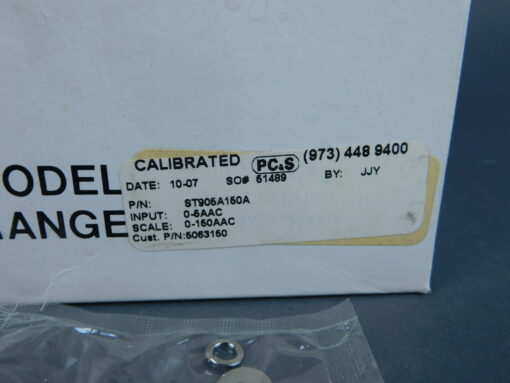 CALIBRATED PC&S (973) 448 9400
DATE: 10-07 SO# 51489 BY: JJY
P/N: ST905A150A
INPUT: 0-5AAC
SCALE: 0-150AAC
Cust. P/N:5063150
ODEL
ANGE